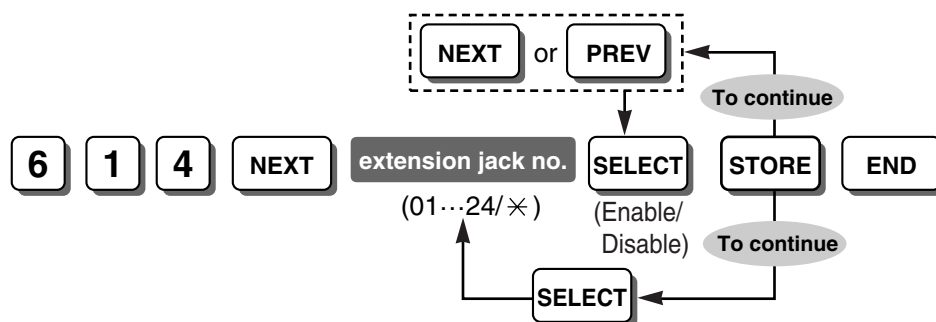 NEXT or PREV
To continue
6 1 4 NEXT extension jack no. SELECT STORE END
(01···24/✳) (Enable/
Disable) To continue
SELECT